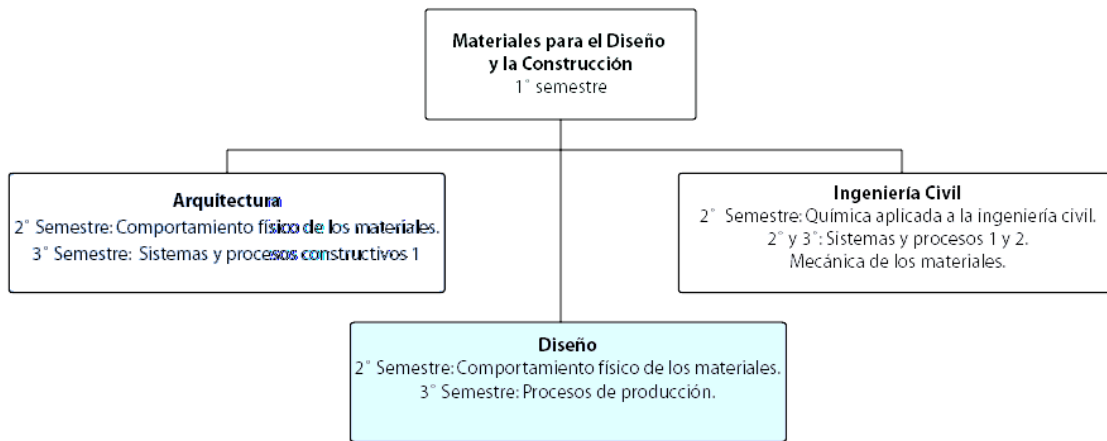 Materiales para el Diseño
y la Construcción
1° semestre
Arquitectura
2° Semestre: Comportamiento físico de los materiales.
3° Semestre: Sistemas y procesos constructivos 1
Ingeniería Civil
2° Semestre: Química aplicada a la ingeniería civil.
2° y 3°: Sistemas y procesos 1 y 2.
Mecánica de los materiales.
Diseño
2° Semestre: Comportamiento físico de los materiales.
3° Semestre: Procesos de producción.